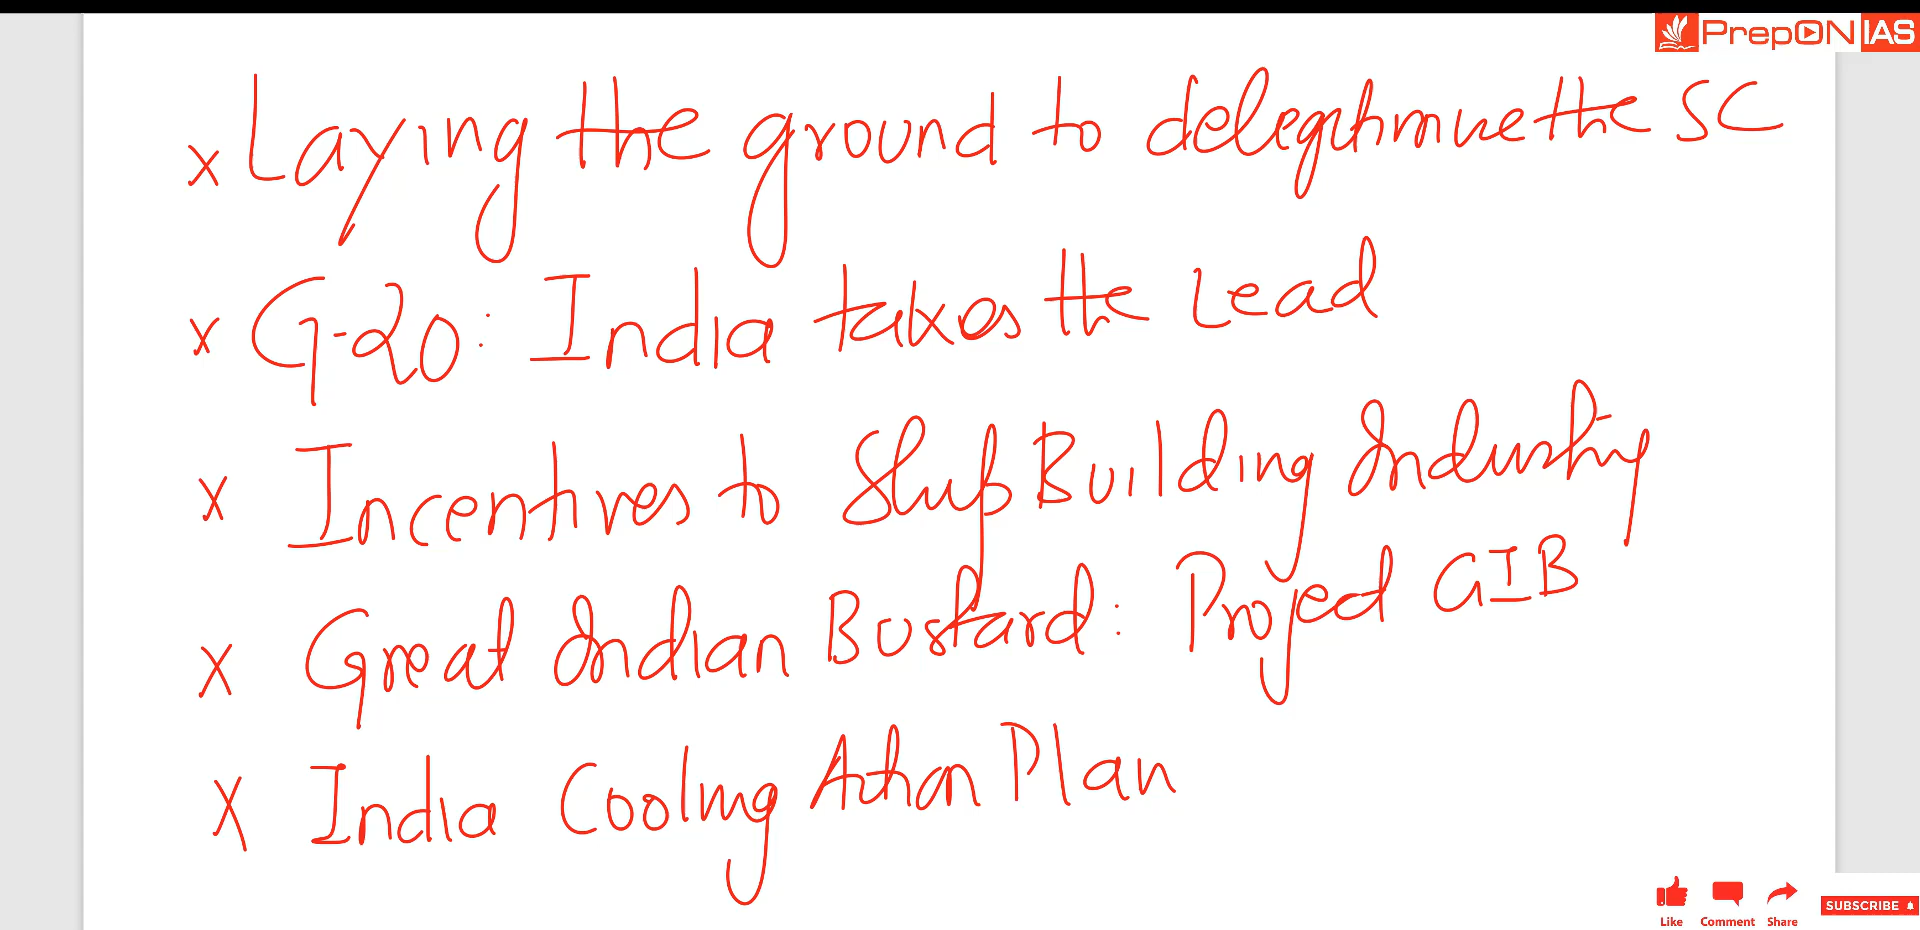 PrepON IAS
x Laying the ground to delegitimize the SC
x G-20: India takes the Lead
x Incentives to Ship Building Industry
x Great Indian Bustard: Project GIB
x India Cooling Action Plan
Like Comment Share SUBSCRIBE